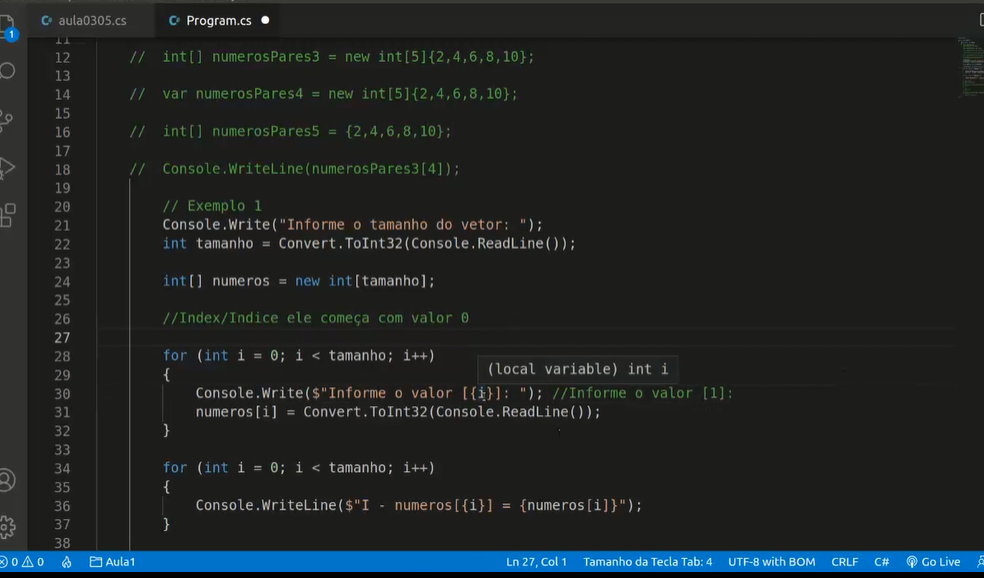 aula0305.cs
Program.cs
1
11
12 // int[] numerosPares3 = new int[5]{2,4,6,8,10};
13
14 // var numerosPares4 = new int[5]{2,4,6,8,10};
15
16 // int[] numerosPares5 = {2,4,6,8,10};
17
18 // Console.WriteLine(numerosPares3[4]);
19
20 // Exemplo 1
21 Console.Write("Informe o tamanho do vetor: ");
22 int tamanho = Convert.ToInt32(Console.ReadLine());
23
24 int[] numeros = new int[tamanho];
25
26 //Index/Indice ele começa com valor 0
27
28 for (int i = 0; i < tamanho; i++)
(local variable) int i
29 {
30 Console.Write($"Informe o valor [{i}]: "); //Informe o valor [1]:
31 numeros[i] = Convert.ToInt32(Console.ReadLine());
32 }
33
34 for (int i = 0; i < tamanho; i++)
35 {
36 Console.WriteLine($"I - numeros[{i}] = {numeros[i]}");
37 }
38
0 0 Aula1 Ln 27, Col 1 Tamanho da Tecla Tab: 4 UTF-8 with BOM CRLF C# Go Live